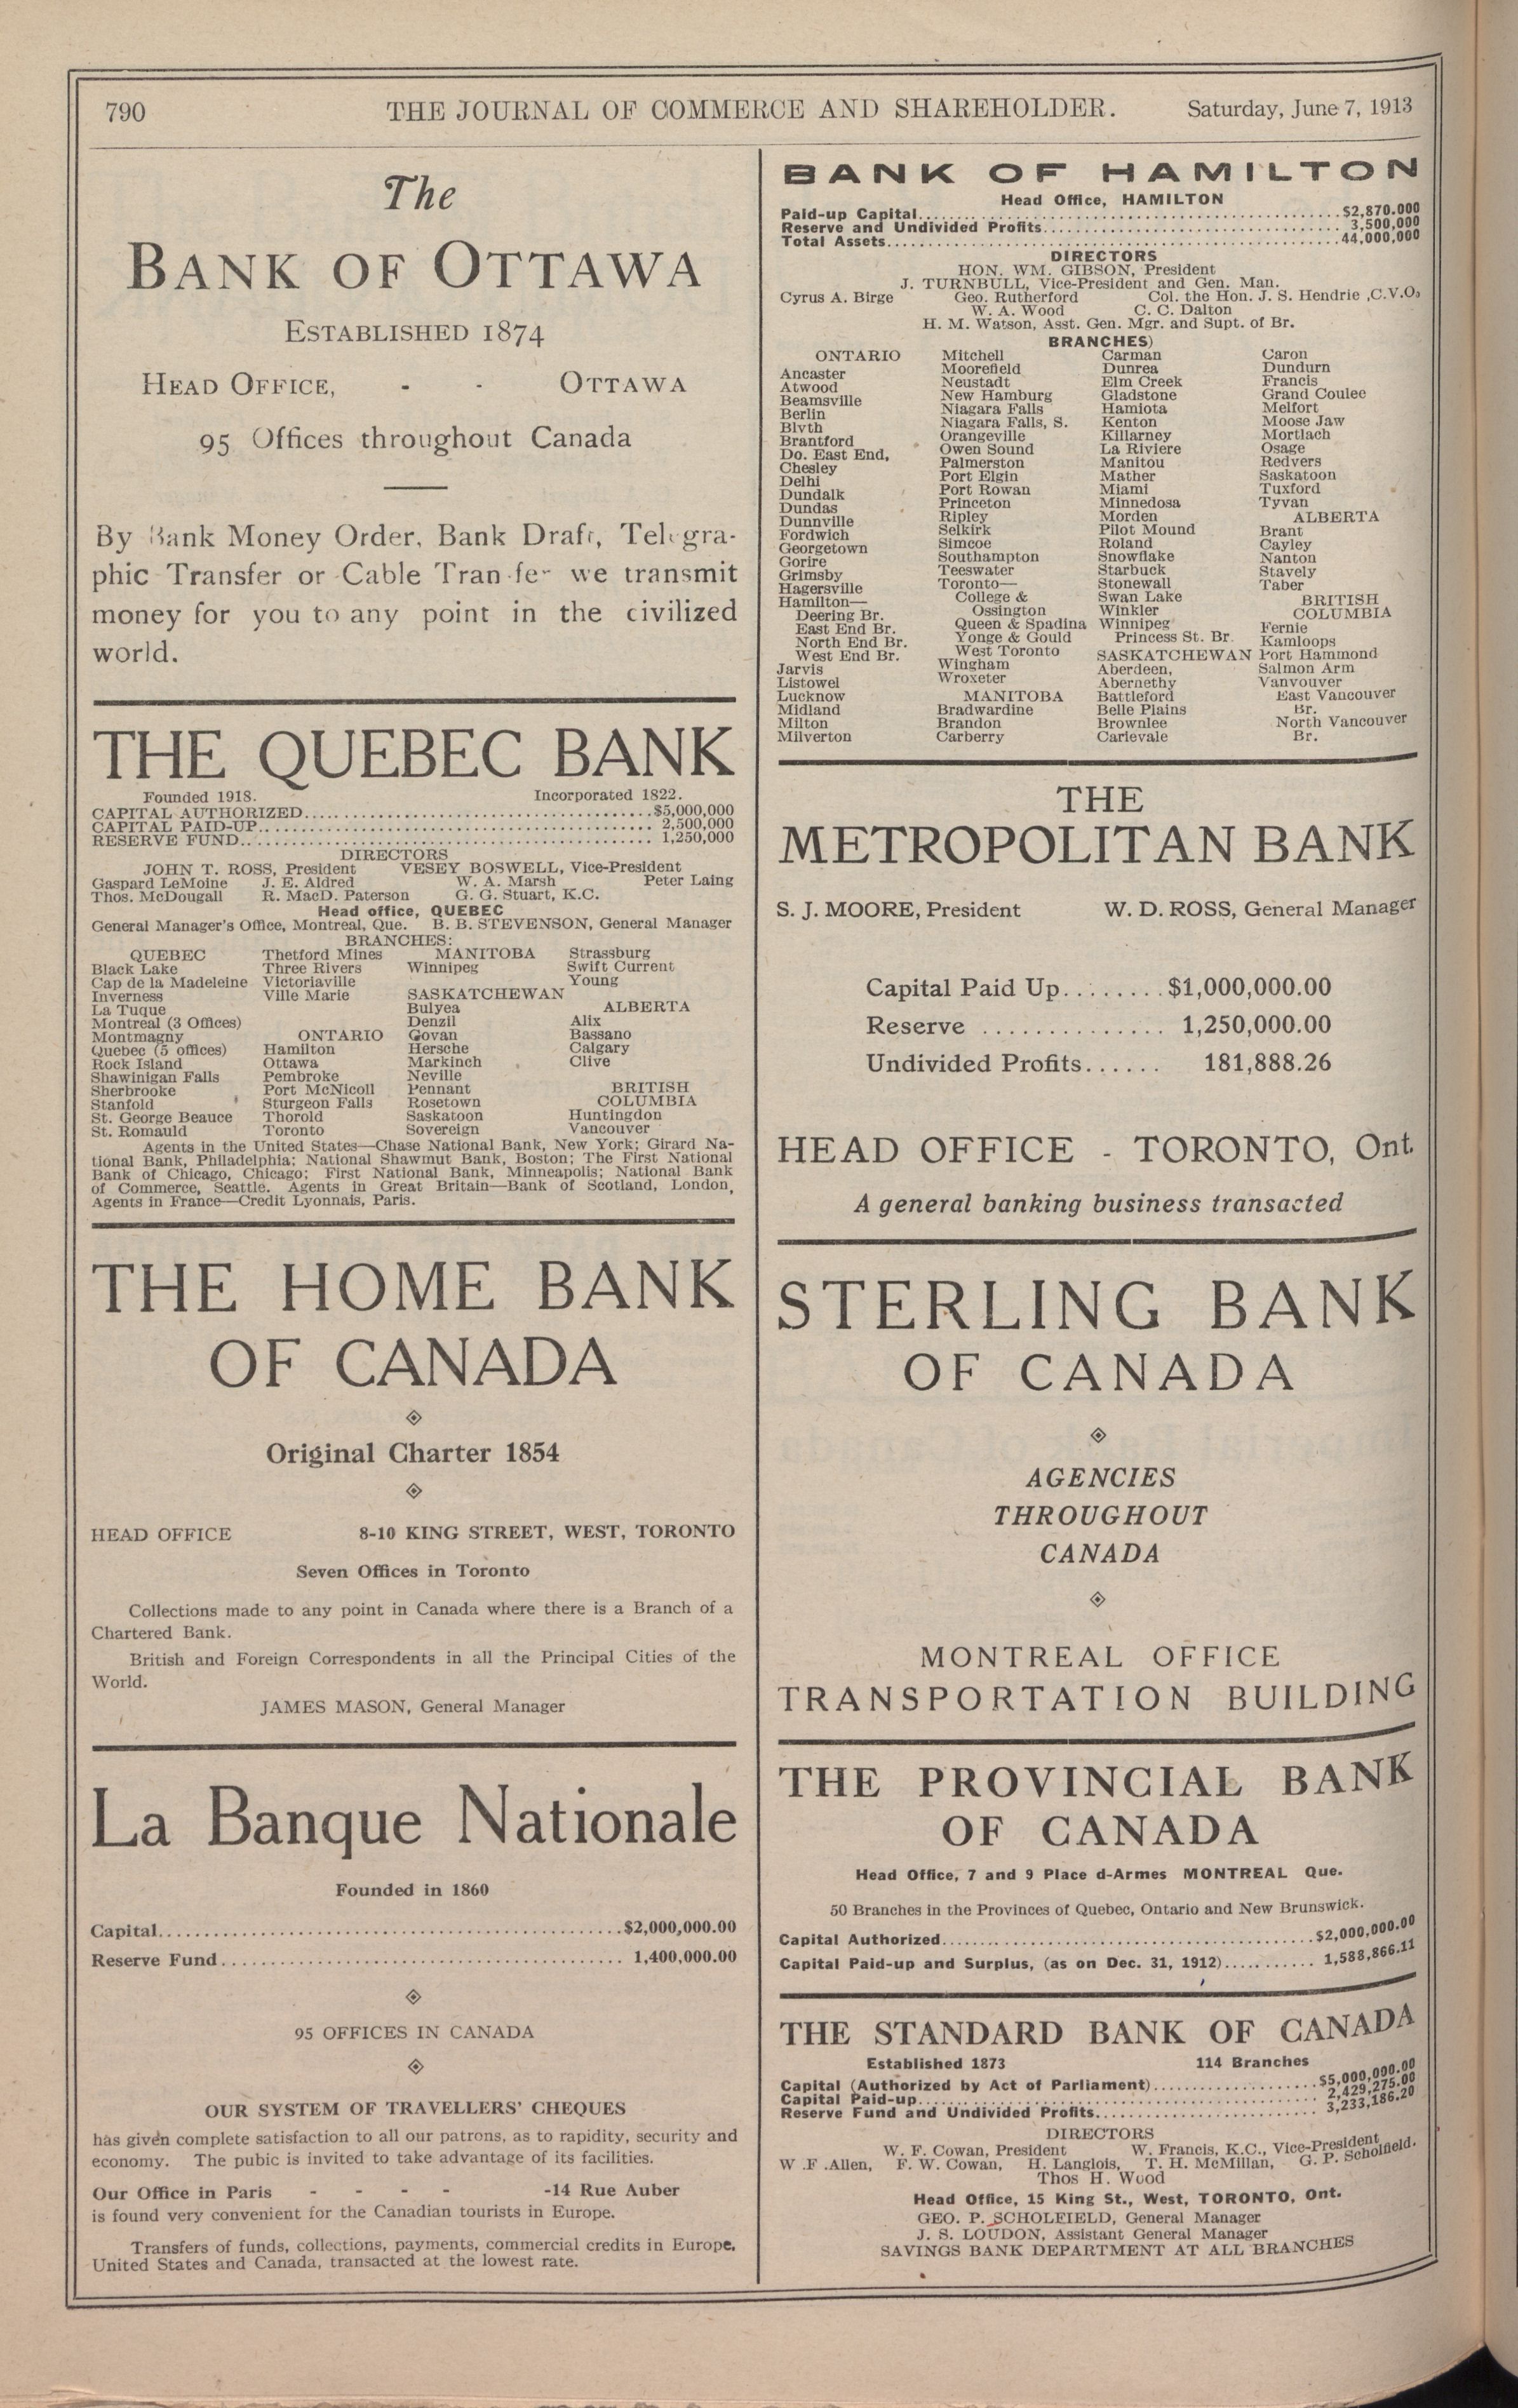 790
THE JOURNAL OF COMMERCE AND SHAREHOLDER.
Saturday, June 7, 1913
The
BANK OF OTTAWA
ESTABLISHED 1874
HEAD OFFICE, - - OTTAWA
95 Offices throughout Canada
By Bank Money Order, Bank Draft, Telegra-
phic Transfer or Cable Transfer we transmit
money for you to any point in the civilized
world.
THE QUEBEC BANK
Founded 1918. Incorporated 1822.
CAPITAL AUTHORIZED............$5,000,000
CAPITAL PAID-UP............ 2,500,000
RESERVE FUND............ 1,250,000
DIRECTORS
JOHN T. ROSS, President VESEY BOSWELL, Vice-President
Gaspard LeMoine J. E. Aldred W. A. Marsh Peter Laing
Thos. McDougall R. MacD. Paterson G. G. Stuart, K.C.
Head office, QUEBEC
General Manager's Office, Montreal, Que. B. B. STEVENSON, General Manager
BRANCHES:
QUEBEC
Black Lake
Cap de la Madeleine
Inverness
La Tuque
Montreal (3 Offices)
Montmagny
Quebec (5 offices)
Rock Island
Shawinigan Falls
Sherbrooke
Stanfold
St. George Beauce
St. Romauld
Thetford Mines
Three Rivers
Victoriaville
Ville Marie
ONTARIO
Hamilton
Ottawa
Pembroke
Port McNicoll
Sturgeon Falls
Thorold
Toronto
MANITOBA
Winnipeg
SASKATCHEWAN
Bulyea
Denzil
Govan
Hersche
Markinch
Neville
Pennant
Rosetown
Saskatoon
Sovereign
Strassburg
Swift Current
Young
ALBERTA
Alix
Bassano
Calgary
Clive
BRITISH
COLUMBIA
Huntingdon
Vancouver
Agents in the United States—Chase National Bank, New York; Girard Na-
tional Bank, Philadelphia; National Shawmut Bank, Boston; The First National
Bank of Chicago, Chicago; First National Bank, Minneapolis; National Bank
of Commerce, Seattle. Agents in Great Britain—Bank of Scotland, London,
Agents in France—Credit Lyonnais, Paris.
THE HOME BANK
OF CANADA
Original Charter 1854
HEAD OFFICE 8-10 KING STREET, WEST, TORONTO
Seven Offices in Toronto
Collections made to any point in Canada where there is a Branch of a
Chartered Bank.
British and Foreign Correspondents in all the Principal Cities of the
World.
JAMES MASON, General Manager
La Banque Nationale
Founded in 1860
Capital............$2,000,000.00
Reserve Fund............ 1,400,000.00
95 OFFICES IN CANADA
OUR SYSTEM OF TRAVELLERS' CHEQUES
has given complete satisfaction to all our patrons, as to rapidity, security and
economy. The pubic is invited to take advantage of its facilities.
Our Office in Paris - - - - -14 Rue Auber
is found very convenient for the Canadian tourists in Europe.
Transfers of funds, collections, payments, commercial credits in Europe,
United States and Canada, transacted at the lowest rate.
BANK OF HAMILTON
Head Office, HAMILTON
Paid-up Capital............$2,870.000
Reserve and Undivided Profits............ 3,500,000
Total Assets............44,000,000
DIRECTORS
HON. WM. GIBSON, President
J. TURNBULL, Vice-President and Gen. Man.
Cyrus A. Birge Geo. Rutherford Col. the Hon. J. S. Hendrie ,C.V.O,
W. A. Wood C. C. Dalton
H. M. Watson, Asst. Gen. Mgr. and Supt. of Br.
BRANCHES)
ONTARIO
Ancaster
Atwood
Beamsville
Berlin
Blvth
Brantford
Do. East End,
Chesley
Delhi
Dundalk
Dundas
Dunnville
Fordwich
Georgetown
Gorire
Grimsby
Hagersville
Hamilton—
Deering Br.
East End Br.
North End Br.
West End Br.
Jarvis
Listowel
Lucknow
Midland
Milton
Milverton
Mitchell
Moorefield
Neustadt
New Hamburg
Niagara Falls
Niagara Falls, S.
Orangeville
Owen Sound
Palmerston
Port Elgin
Port Rowan
Princeton
Ripley
Selkirk
Simcoe
Southampton
Teeswater
Toronto—
College &
Ossington
Queen & Spadina
Yonge & Gould
West Toronto
Wingham
Wroxeter
MANITOBA
Bradwardine
Brandon
Carberry
Carman
Dunrea
Elm Creek
Gladstone
Hamiota
Kenton
Killarney
La Riviere
Manitou
Mather
Miami
Minnedosa
Morden
Pilot Mound
Roland
Snowflake
Starbuck
Stonewall
Swan Lake
Winkler
Winnipeg
Princess St. Br.
SASKATCHEWAN
Aberdeen,
Abernethy
Battleford
Belle Plains
Brownlee
Carievale
Caron
Dundurn
Francis
Grand Coulee
Melfort
Moose Jaw
Mortlach
Osage
Redvers
Saskatoon
Tuxford
Tyvan
ALBERTA
Brant
Cayley
Nanton
Stavely
Taber
BRITISH
COLUMBIA
Fernie
Kamloops
Port Hammond
Salmon Arm
Vanvouver
East Vancouver
Br.
North Vancouver
Br.
THE
METROPOLITAN BANK
S. J. MOORE, President W. D. ROSS, General Manager
Capital Paid Up........$1,000,000.00
Reserve .............. 1,250,000.00
Undivided Profits...... 181,888.26
HEAD OFFICE - TORONTO, Ont.
A general banking business transacted
STERLING BANK
OF CANADA
AGENCIES
THROUGHOUT
CANADA
MONTREAL OFFICE
TRANSPORTATION BUILDING
THE PROVINCIAL BANK
OF CANADA
Head Office, 7 and 9 Place d-Armes MONTREAL Que.
50 Branches in the Provinces of Quebec, Ontario and New Brunswick.
Capital Authorized............$2,000,000.00
Capital Paid-up and Surplus, (as on Dec. 31, 1912)........... 1,588,866.11
THE STANDARD BANK OF CANADA
Established 1873 114 Branches
Capital (Authorized by Act of Parliament)............$5,000,000.00
Capital Paid-up............ 2,429,275.00
Reserve Fund and Undivided Profits............ 3,233,186.20
DIRECTORS
W. F. Cowan, President W. Francis, K.C., Vice-President
W .F .Allen, F. W. Cowan, H. Langlois, T. H. McMillan, G. P. Scholfield.
Thos H. Wood
Head Office, 15 King St., West, TORONTO, Ont.
GEO. P. SCHOLFIELD, General Manager
J. S. LOUDON, Assistant General Manager
SAVINGS BANK DEPARTMENT AT ALL BRANCHES